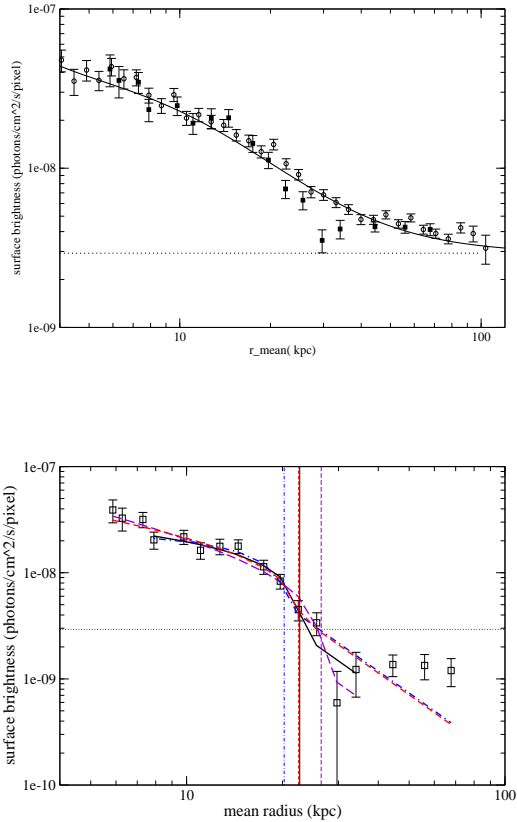 1e-07
1e-08
1e-09
surface brightness (photons/cm^2/s/pixel)
10
100
r_mean( kpc)
1e-07
1e-08
1e-09
1e-10
surface brightness (photons/cm^2/s/pixel)
10
100
mean radius (kpc)